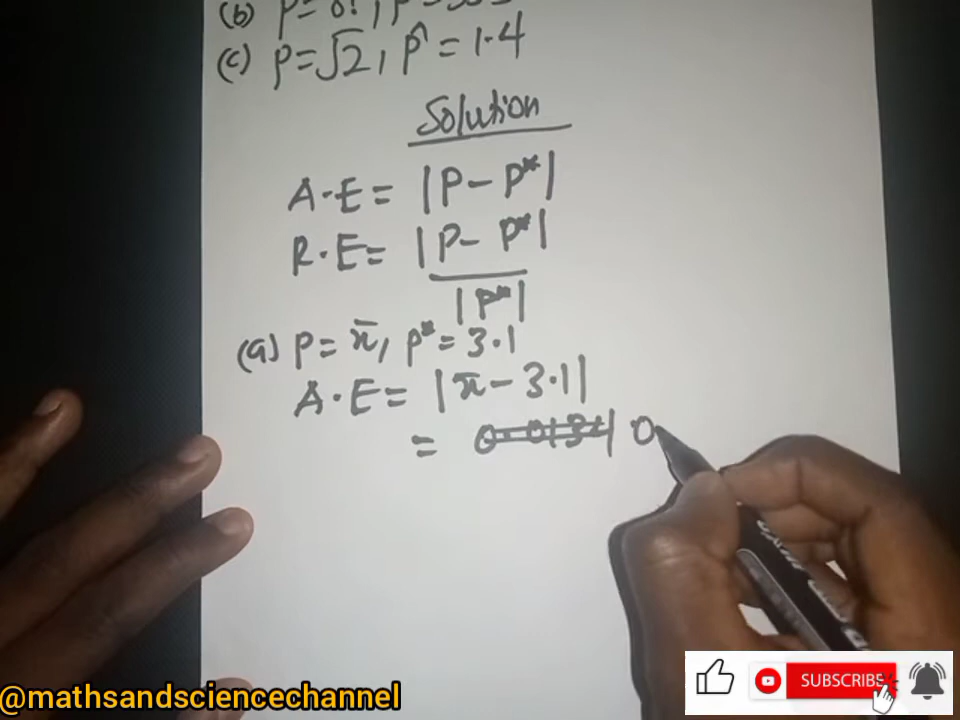 (b) P=
(c) P=√2, P* = 1.4
Solution
A.E= |P- P*|
R.E= |P- P*|
|P*|
(a) P= π, P*= 3.1
A.E= |π- 3.1|
= 0
SUBSCRIBE
@mathsandsciencechannel